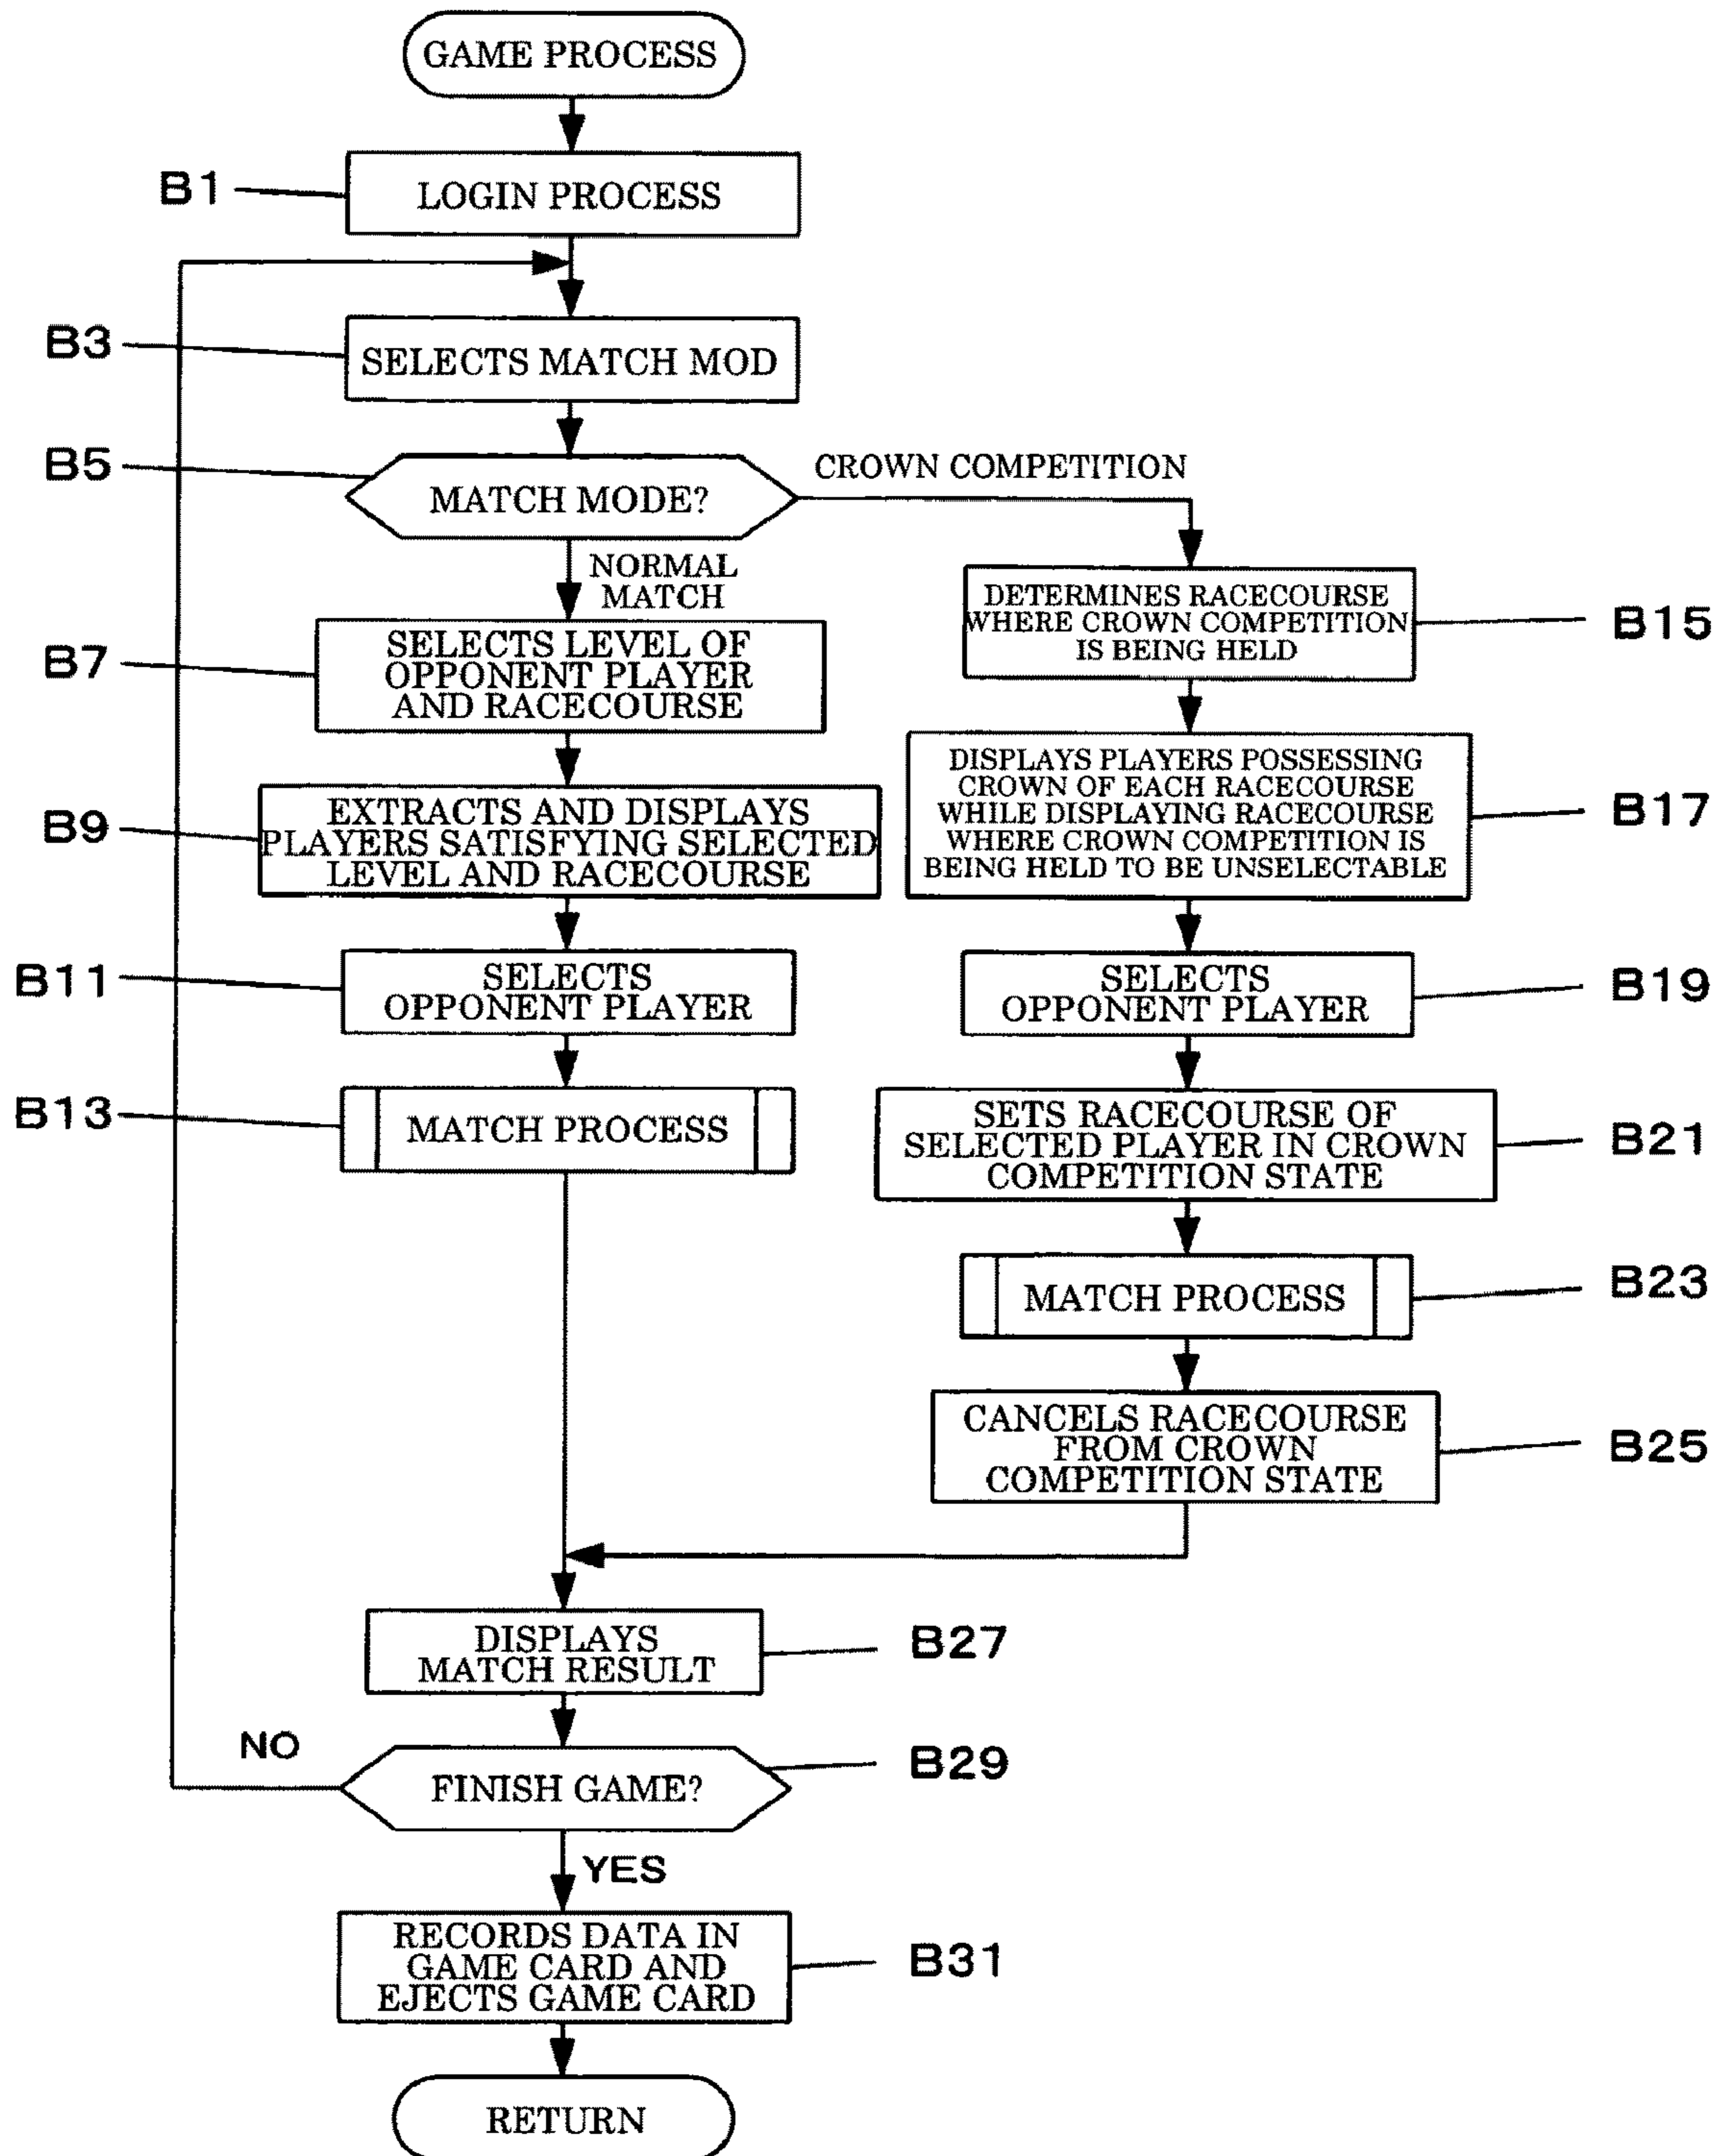 GAME PROCESS
B1
LOGIN PROCESS
B3
SELECTS MATCH MOD
B5
MATCH MODE?
CROWN COMPETITION
NORMAL
MATCH
B7
SELECTS LEVEL OF
OPPONENT PLAYER
AND RACECOURSE
B9
EXTRACTS AND DISPLAYS
PLAYERS SATISFYING SELECTED
LEVEL AND RACECOURSE
B11
SELECTS
OPPONENT PLAYER
B13
MATCH PROCESS
DETERMINES RACECOURSE
WHERE CROWN COMPETITION
IS BEING HELD
B15
DISPLAYS PLAYERS POSSESSING
CROWN OF EACH RACECOURSE
WHILE DISPLAYING RACECOURSE
WHERE CROWN COMPETITION IS
BEING HELD TO BE UNSELECTABLE
B17
SELECTS
OPPONENT PLAYER
B19
SETS RACECOURSE OF
SELECTED PLAYER IN CROWN
COMPETITION STATE
B21
MATCH PROCESS
B23
CANCELS RACECOURSE
FROM CROWN
COMPETITION STATE
B25
DISPLAYS
MATCH RESULT
B27
NO
FINISH GAME?
B29
YES
RECORDS DATA IN
GAME CARD AND
EJECTS GAME CARD
B31
RETURN